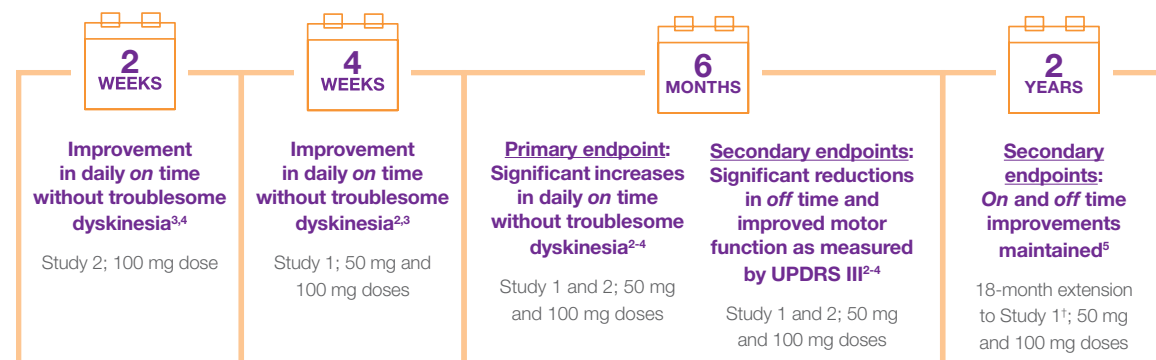 2
WEEKS
Improvement
in daily on time
without troublesome
dyskinesia3,4
Study 2; 100 mg dose
4
WEEKS
Improvement
in daily on time
without troublesome
dyskinesia2,3
Study 1; 50 mg and
100 mg doses
6
MONTHS
Primary endpoint:
Significant increases
in daily on time
without troublesome
dyskinesia2-4
Study 1 and 2; 50 mg
and 100 mg doses
Secondary endpoints:
Significant reductions
in off time and
improved motor
function as measured
by UPDRS III2-4
Study 1 and 2; 50 mg
and 100 mg doses
2
YEARS
Secondary
endpoints:
On and off time
improvements
maintained5
18-month extension
to Study 1†; 50 mg
and 100 mg doses